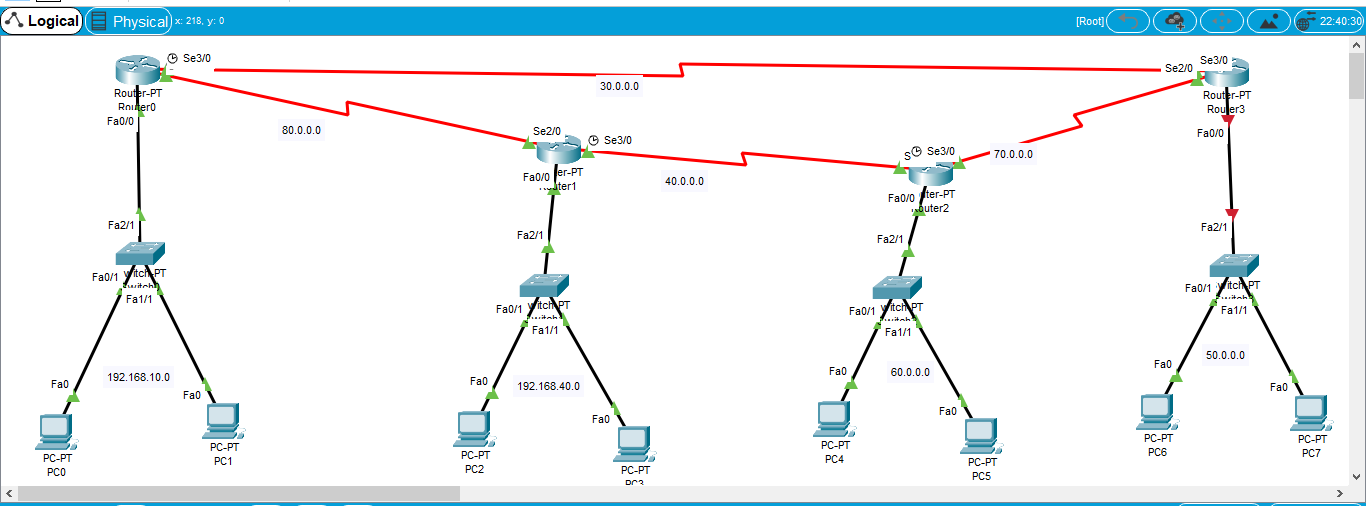 Logical
Physical
x: 218, y: 0
[Root]
22:40:30
Se3/0
Router-PT
Router0
Fa0/0
30.0.0.0
Se2/0
Se3/0
Router-PT
Router3
Fa0/0
80.0.0.0
Se2/0
Se3/0
Fa0/0
40.0.0.0
Se3/0
Fa0/0
70.0.0.0
Fa2/1
Fa0/1
Fa1/1
192.168.10.0
Fa0
Fa0
PC-PT
PC0
PC-PT
PC1
Fa2/1
Fa0/1
Fa1/1
192.168.40.0
Fa0
Fa0
PC-PT
PC2
PC-PT
PC3
Fa2/1
Fa0/1
Fa1/1
60.0.0.0
Fa0
Fa0
PC-PT
PC4
PC-PT
PC5
Fa2/1
Fa0/1
Fa1/1
50.0.0.0
Fa0
Fa0
PC-PT
PC6
PC-PT
PC7